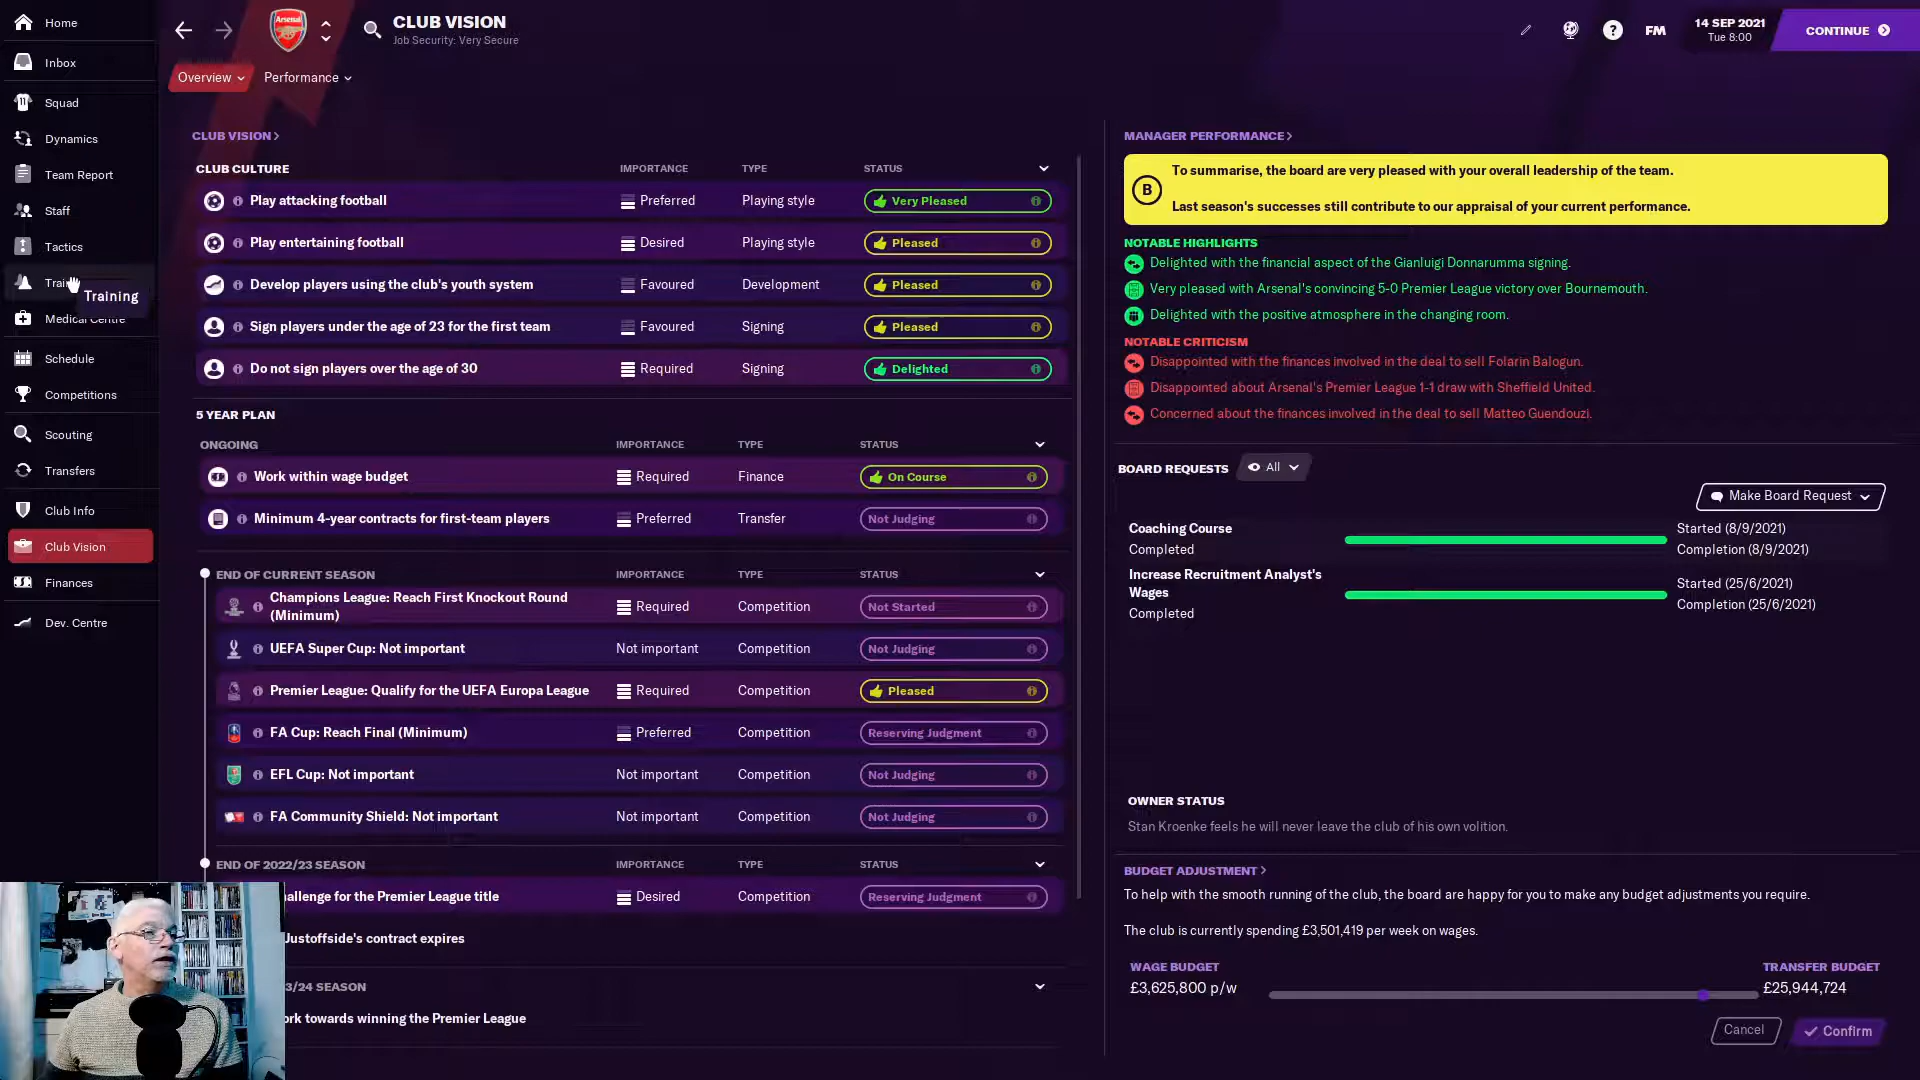 Home
Inbox
Squad
Dynamics
Team Report
Staff
Tactics
Training
Medical Centre
Schedule
Competitions
Scouting
Transfers
Club Info
Club Vision
Finances
Dev. Centre
Arsenal
CLUB VISION
Job Security: Very Secure
FM
14 SEP 2021
Tue 8:00
CONTINUE
Overview
Performance
CLUB VISION
CLUB CULTURE IMPORTANCE TYPE STATUS
Play attacking football Preferred Playing style Very Pleased
Play entertaining football Desired Playing style Pleased
Develop players using the club's youth system Favoured Development Pleased
Sign players under the age of 23 for the first team Favoured Signing Pleased
Do not sign players over the age of 30 Required Signing Delighted
5 YEAR PLAN
ONGOING IMPORTANCE TYPE STATUS
Work within wage budget Required Finance On Course
Minimum 4-year contracts for first-team players Preferred Transfer Not Judging
END OF CURRENT SEASON IMPORTANCE TYPE STATUS
Champions League: Reach First Knockout Round
(Minimum) Required Competition Not Started
UEFA Super Cup: Not important Not important Competition Not Judging
Premier League: Qualify for the UEFA Europa League Required Competition Pleased
FA Cup: Reach Final (Minimum) Preferred Competition Reserving Judgment
EFL Cup: Not important Not important Competition Not Judging
FA Community Shield: Not important Not important Competition Not Judging
END OF 2022/23 SEASON IMPORTANCE TYPE STATUS
hallenge for the Premier League title Desired Competition Reserving Judgment
Justoffside's contract expires
3/24 SEASON
ork towards winning the Premier League
MANAGER PERFORMANCE
B
To summarise, the board are very pleased with your overall leadership of the team.
Last season's successes still contribute to our appraisal of your current performance.
NOTABLE HIGHLIGHTS
Delighted with the financial aspect of the Gianluigi Donnarumma signing.
Very pleased with Arsenal's convincing 5-0 Premier League victory over Bournemouth.
Delighted with the positive atmosphere in the changing room.
NOTABLE CRITICISM
Disappointed with the finances involved in the deal to sell Folarin Balogun.
Disappointed about Arsenal's Premier League 1-1 draw with Sheffield United.
Concerned about the finances involved in the deal to sell Matteo Guendouzi.
BOARD REQUESTS All
Make Board Request
Coaching Course
Completed
Started (8/9/2021)
Completion (8/9/2021)
Increase Recruitment Analyst's
Wages
Completed
Started (25/6/2021)
Completion (25/6/2021)
OWNER STATUS
Stan Kroenke feels he will never leave the club of his own volition.
BUDGET ADJUSTMENT
To help with the smooth running of the club, the board are happy for you to make any budget adjustments you require.
The club is currently spending £3,501,419 per week on wages.
WAGE BUDGET
£3,625,800 p/w
TRANSFER BUDGET
£25,944,724
Cancel
Confirm